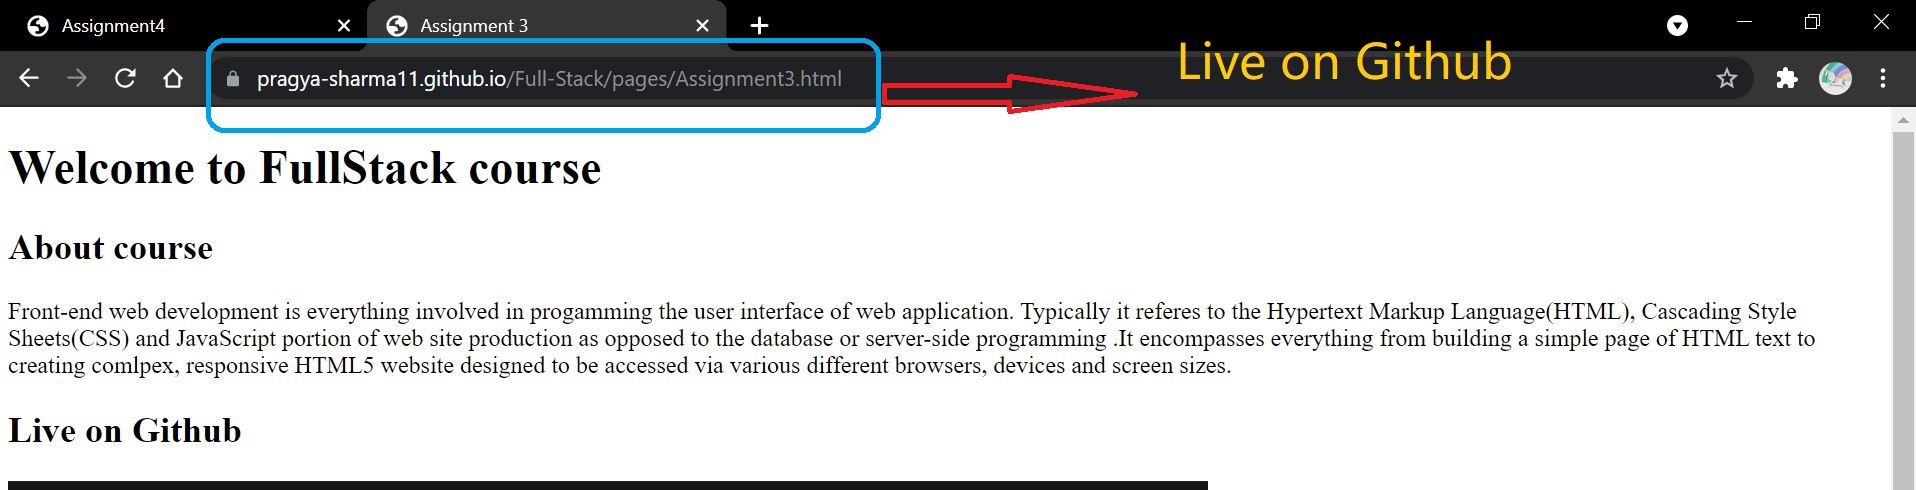 Assignment4
Assignment 3
pragya-sharma11.github.io/Full-Stack/pages/Assignment3.html
Live on Github
Welcome to FullStack course
About course
Front-end web development is everything involved in progamming the user interface of web application. Typically it referes to the Hypertext Markup Language(HTML), Cascading Style
Sheets(CSS) and JavaScript portion of web site production as opposed to the database or server-side programming .It encompasses everything from building a simple page of HTML text to
creating comlpex, responsive HTML5 website designed to be accessed via various different browsers, devices and screen sizes.
Live on Github